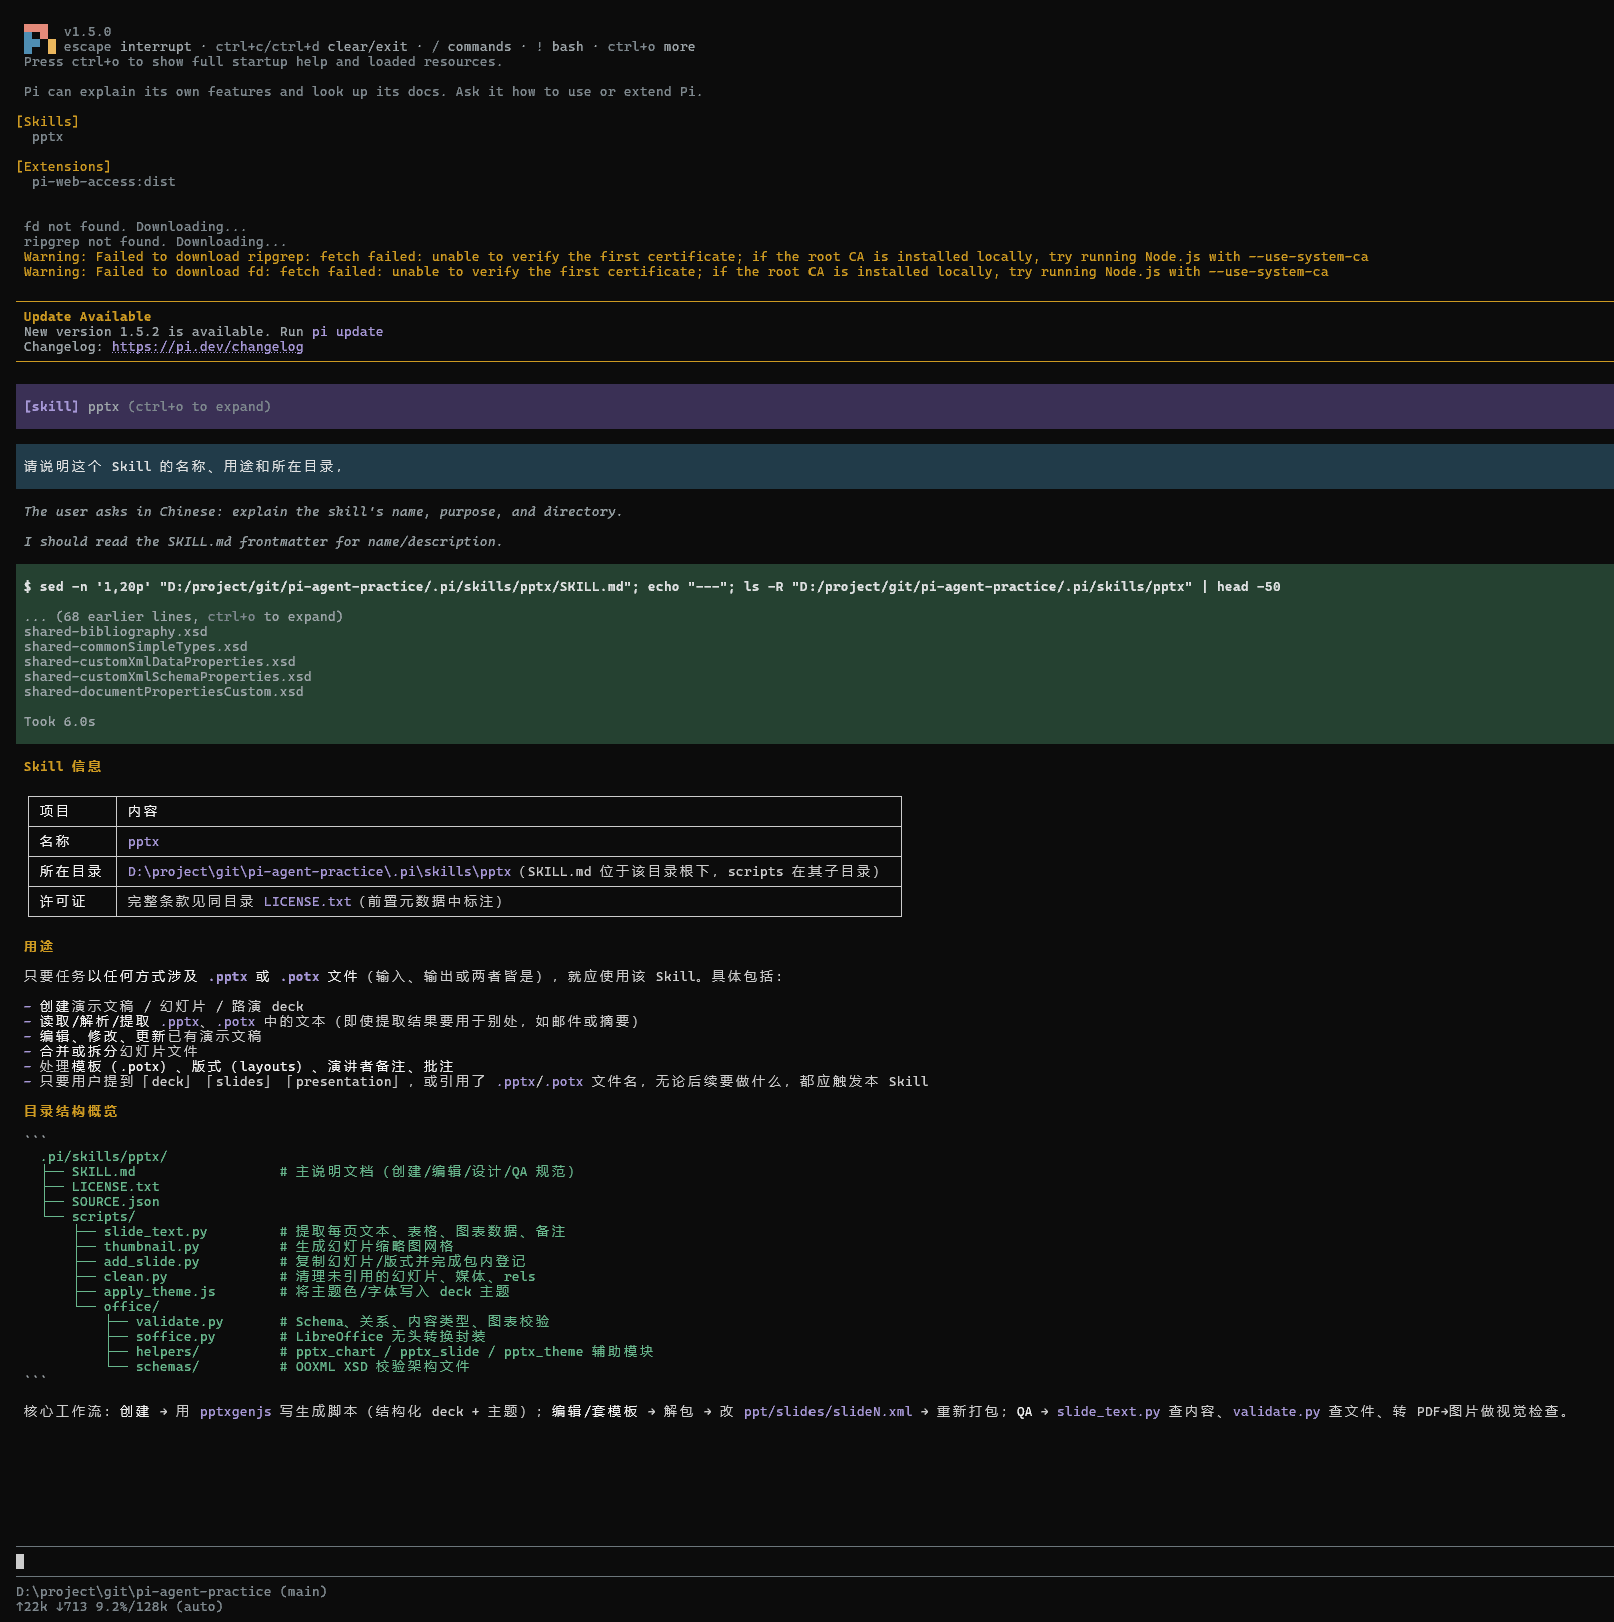 v1.5.0
escape interrupt · ctrl+c/ctrl+d clear/exit · / commands · ! bash · ctrl+o more
Press ctrl+o to show full startup help and loaded resources.
Pi can explain its own features and look up its docs. Ask it how to use or extend Pi.
[Skills]
pptx
[Extensions]
pi-web-access:dist
fd not found. Downloading...
ripgrep not found. Downloading...
Warning: Failed to download ripgrep: fetch failed: unable to verify the first certificate; if the root CA is installed locally, try running Node.js with --use-system-ca
Warning: Failed to download fd: fetch failed: unable to verify the first certificate; if the root CA is installed locally, try running Node.js with --use-system-ca
Update Available
New version 1.5.2 is available. Run pi update
Changelog: https://pi.dev/changelog
[skill] pptx (ctrl+o to expand)
请说明这个 Skill 的名称、用途和所在目录,
The user asks in Chinese: explain the skill's name, purpose, and directory.
I should read the SKILL.md frontmatter for name/description.
$ sed -n '1,20p' "D:/project/git/pi-agent-practice/.pi/skills/pptx/SKILL.md"; echo "---"; ls -R "D:/project/git/pi-agent-practice/.pi/skills/pptx" | head -50
... (68 earlier lines, ctrl+o to expand)
shared-bibliography.xsd
shared-commonSimpleTypes.xsd
shared-customXmlDataProperties.xsd
shared-customXmlSchemaProperties.xsd
shared-documentPropertiesCustom.xsd
Took 6.0s
Skill 信息
项目 内容
名称 pptx
所在目录 D:\project\git\pi-agent-practice\.pi\skills\pptx（SKILL.md 位于该目录根下，scripts 在其子目录）
许可证 完整条款见同目录 LICENSE.txt（前置元数据中标注）
用途
只要任务以任何方式涉及 .pptx 或 .potx 文件（输入、输出或两者皆是），就应使用该 Skill。具体包括：
- 创建演示文稿 / 幻灯片 / 路演 deck
- 读取/解析/提取 .pptx、.potx 中的文本（即使提取结果要用于别处，如邮件或摘要）
- 编辑、修改、更新已有演示文稿
- 合并或拆分幻灯片文件
- 处理模板（.potx）、版式（layouts）、演讲者备注、批注
- 只要用户提到「deck」「slides」「presentation」，或引用了 .pptx/.potx 文件名，无论后续要做什么，都应触发本 Skill
目录结构概览
```
.pi/skills/pptx/
├── SKILL.md # 主说明文档（创建/编辑/设计/QA 规范）
├── LICENSE.txt
├── SOURCE.json
└── scripts/
├── slide_text.py # 提取每页文本、表格、图表数据、备注
├── thumbnail.py # 生成幻灯片缩略图网格
├── add_slide.py # 复制幻灯片/版式并完成包内登记
├── clean.py # 清理未引用的幻灯片、媒体、rels
├── apply_theme.js # 将主题色/字体写入 deck 主题
└── office/
├── validate.py # Schema、关系、内容类型、图表校验
├── soffice.py # LibreOffice 无头转换封装
├── helpers/ # pptx_chart / pptx_slide / pptx_theme 辅助模块
└── schemas/ # OOXML XSD 校验架构文件
```
核心工作流：创建 → 用 pptxgenjs 写生成脚本（结构化 deck + 主题）；编辑/套模板 → 解包 → 改 ppt/slides/slideN.xml → 重新打包；QA → slide_text.py 查内容、validate.py 查文件、转 PDF→图片做视觉检查。
D:\project\git\pi-agent-practice (main)
↑22k ↓713 9.2%/128k (auto)